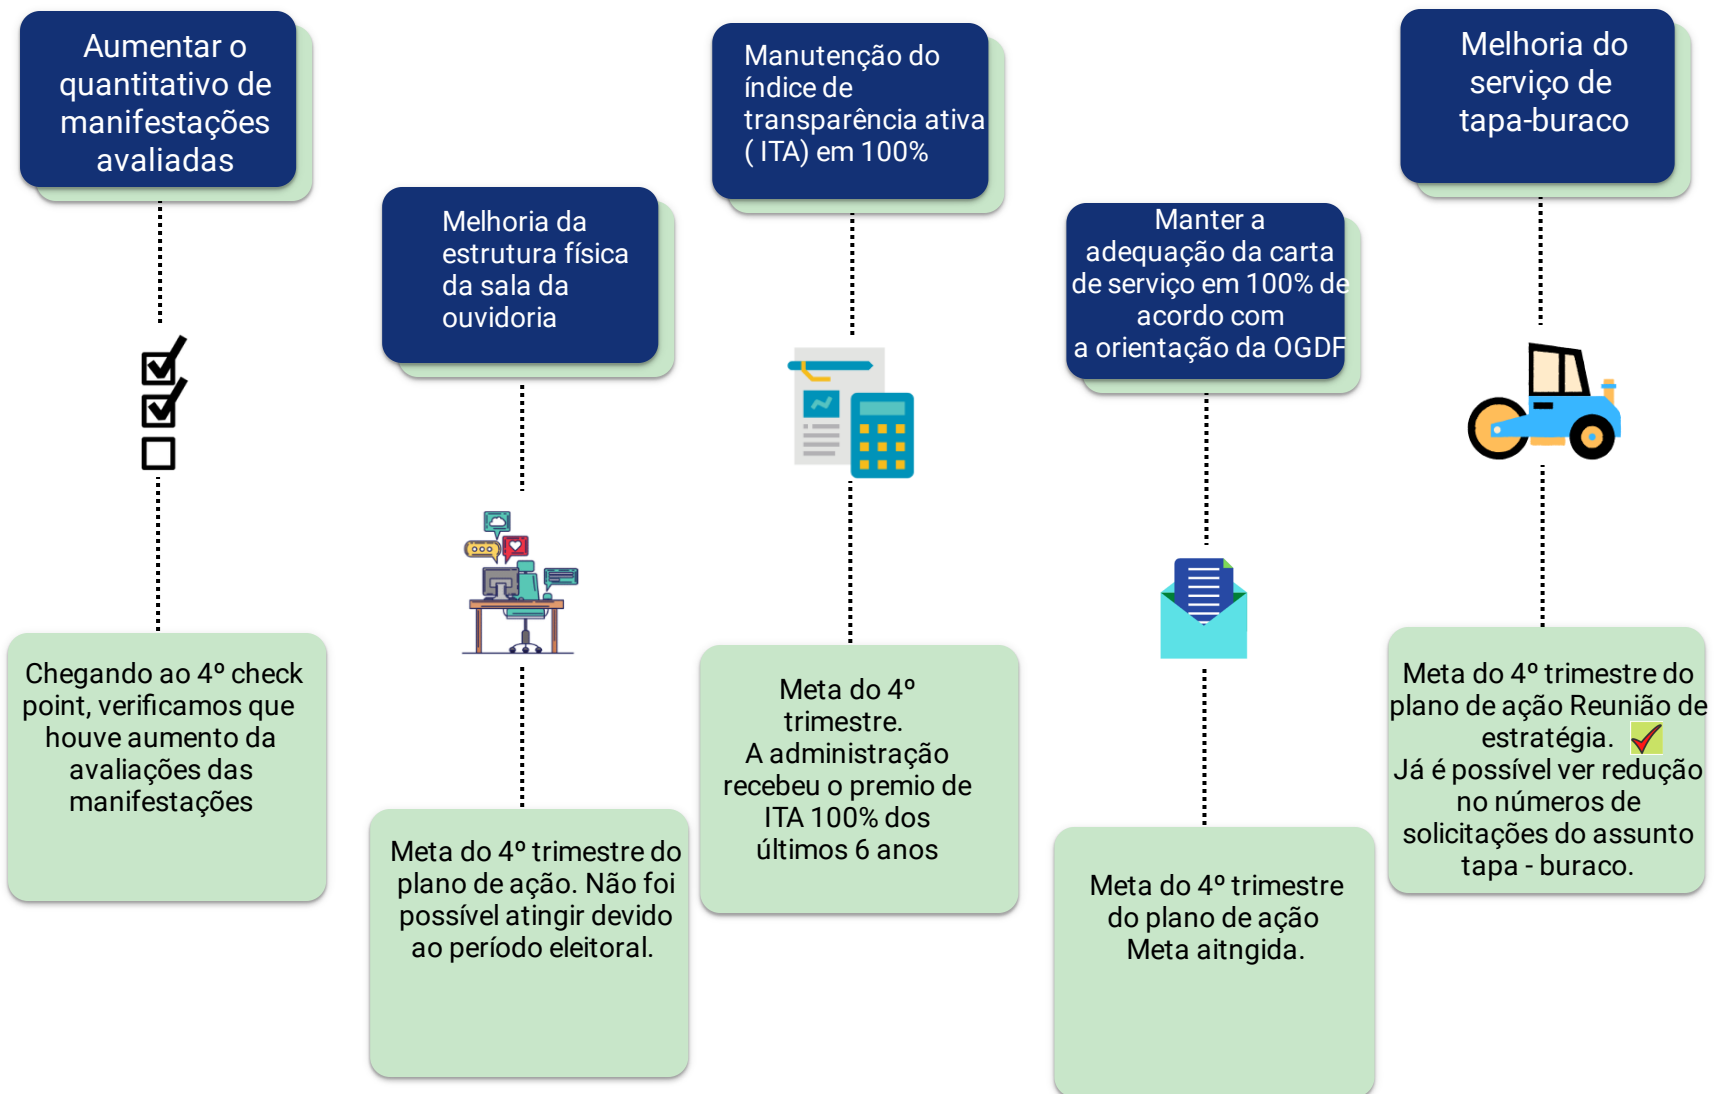 Aumentar o
quantitativo de
manifestações
avaliadas
Chegando ao 4º check
point, verificamos que
houve aumento da
avaliações das
manifestações
Melhoria da
estrutura física
da sala da
ouvidoria
Meta do 4º trimestre do
plano de ação. Não foi
possível atingir devido
ao período eleitoral.
Manutenção do
índice de
transparência ativa
( ITA) em 100%
Meta do 4º
trimestre.
A administração
recebeu o premio de
ITA 100% dos
últimos 6 anos
Manter a
adequação da carta
de serviço em 100% de
acordo com
a orientação da OGDF
Meta do 4º trimestre
do plano de ação
Meta aitngida.
Melhoria do
serviço de
tapa-buraco
Meta do 4º trimestre do
plano de ação Reunião de
estratégia.
Já é possível ver redução
no números de
solicitações do assunto
tapa - buraco.